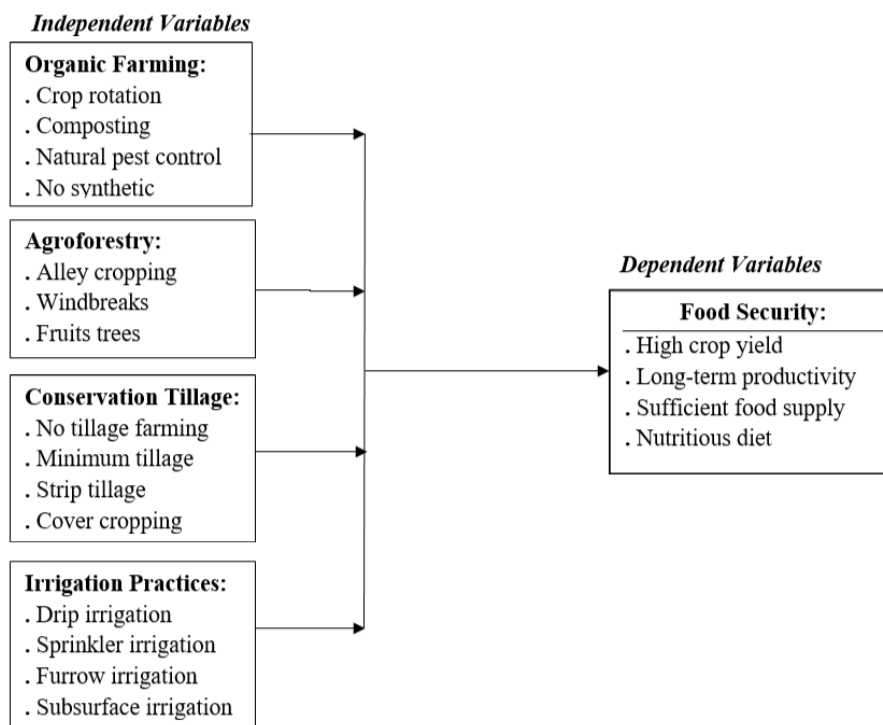 Independent Variables
Organic Farming:
. Crop rotation
. Composting
. Natural pest control
. No synthetic
Agroforestry:
. Alley cropping
. Windbreaks
. Fruits trees
Conservation Tillage:
. No tillage farming
. Minimum tillage
. Strip tillage
. Cover cropping
Irrigation Practices:
. Drip irrigation
. Sprinkler irrigation
. Furrow irrigation
. Subsurface irrigation
Dependent Variables
Food Security:
. High crop yield
. Long-term productivity
. Sufficient food supply
. Nutritious diet